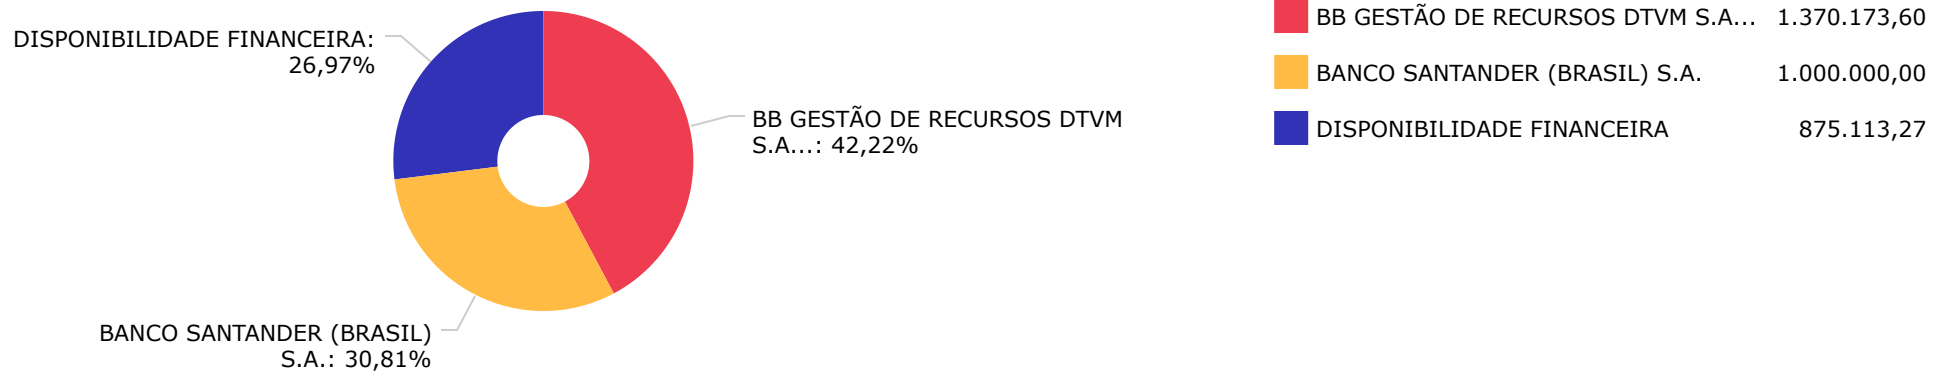 DISPONIBILIDADE FINANCEIRA:
26,97%
BB GESTÃO DE RECURSOS DTVM
S.A...: 42,22%
BANCO SANTANDER (BRASIL)
S.A.: 30,81%
BB GESTÃO DE RECURSOS DTVM S.A... 1.370.173,60
BANCO SANTANDER (BRASIL) S.A. 1.000.000,00
DISPONIBILIDADE FINANCEIRA 875.113,27